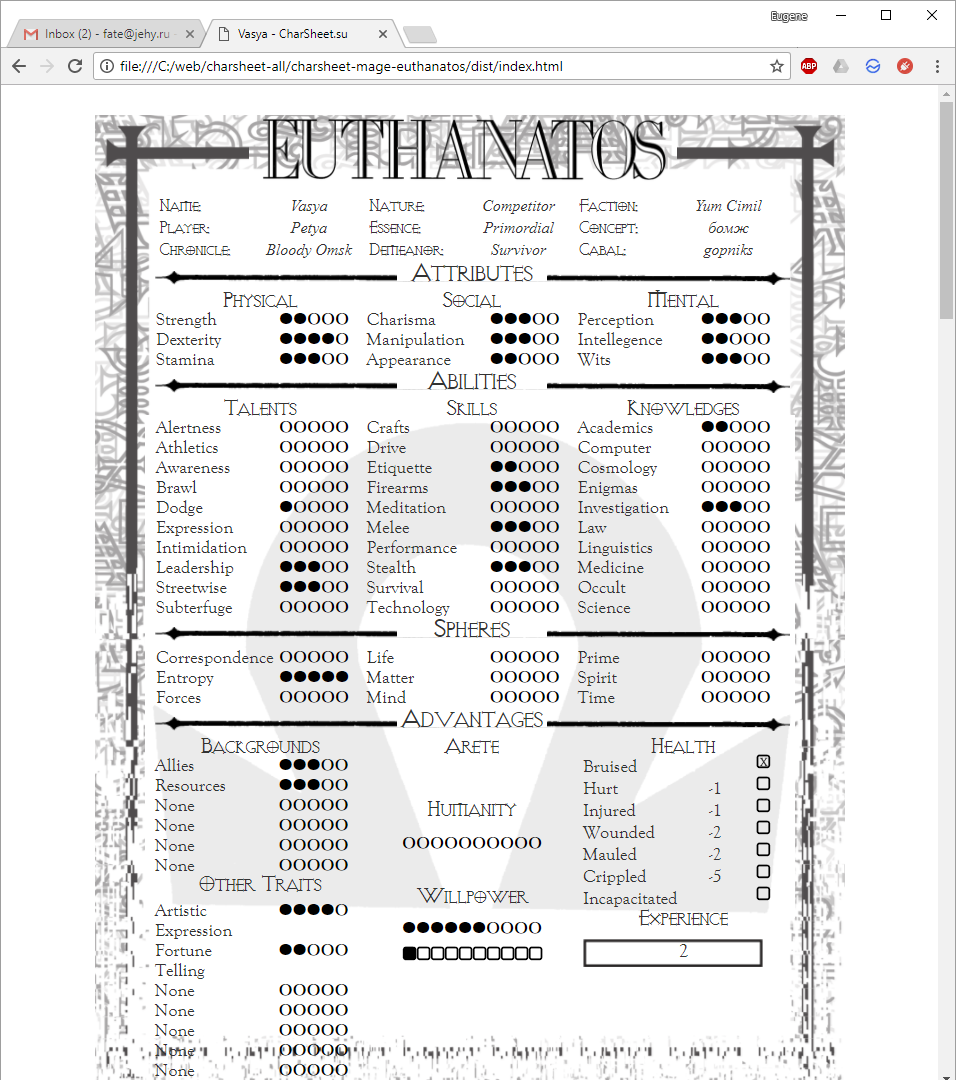 Eugene
Inbox (2) - fate@jehy.ru
Vasya - CharSheet.su
file:///C:/web/charsheet-all/charsheet-mage-euthanatos/dist/index.html
ABP
EUTHANATOS
Name: Vasya Nature: Competitor Faction: Yum Cimil
Player: Petya Essence: Primordial Concept: бомж
Chronicle: Bloody Omsk Demeanor: Survivor Cabal: gopniks
Attributes
Physical Social Mental
Strength Charisma Perception
Dexterity Manipulation Intellegence
Stamina Appearance Wits
Abilities
Talents Skills Knowledges
Alertness Crafts Academics
Athletics Drive Computer
Awareness Etiquette Cosmology
Brawl Firearms Enigmas
Dodge Meditation Investigation
Expression Melee Law
Intimidation Performance Linguistics
Leadership Stealth Medicine
Streetwise Survival Occult
Subterfuge Technology Science
Spheres
Correspondence Life Prime
Entropy Matter Spirit
Forces Mind Time
Advantages
Backgrounds Arete Health
Allies Bruised X
Resources Hurt -1
None Humanity Injured -1
None Wounded -2
None Mauled -2
None Crippled -5
Other Traits Willpower Incapacitated
Artistic Experience
Expression
Fortune 2
Telling
None
None
None
None
None